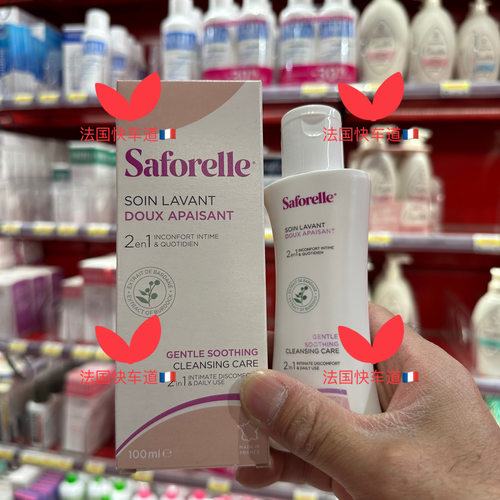 Saforelle®
SOIN LAVANT
DOUX APAISANT
2en1 INCONFORT INTIME
& QUOTIDIEN
EXTRAIT DE BARDANE
EXTRACT OF BURDOCK
GENTLE SOOTHING
CLEANSING CARE
2in1 INTIMATE DISCOMFORT
& DAILY USE
100ml e
MADE IN
FRANCE
Saforelle®
SOIN LAVANT
DOUX APAISANT
2en1 INCONFORT INTIME
& QUOTIDIEN
GENTLE
SOOTHING
CLEANSING CARE
2in1 INTIMATE DISCOMFORT
& DAILY USE
法国快车道🇫🇷
法国快车道🇫🇷
法国快车道🇫🇷
法国快车道🇫🇷